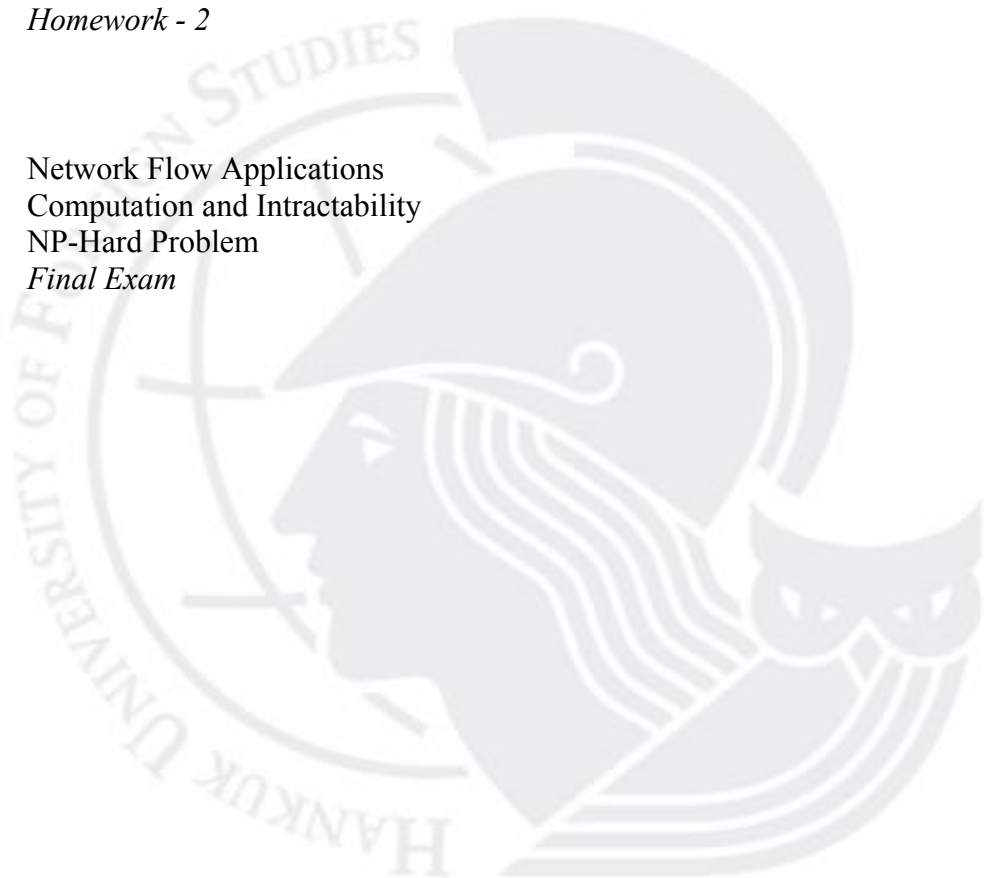 Homework - 2
Network Flow Applications
Computation and Intractability
NP-Hard Problem
Final Exam
HANKUK UNIVERSITY OF FOREIGN STUDIES